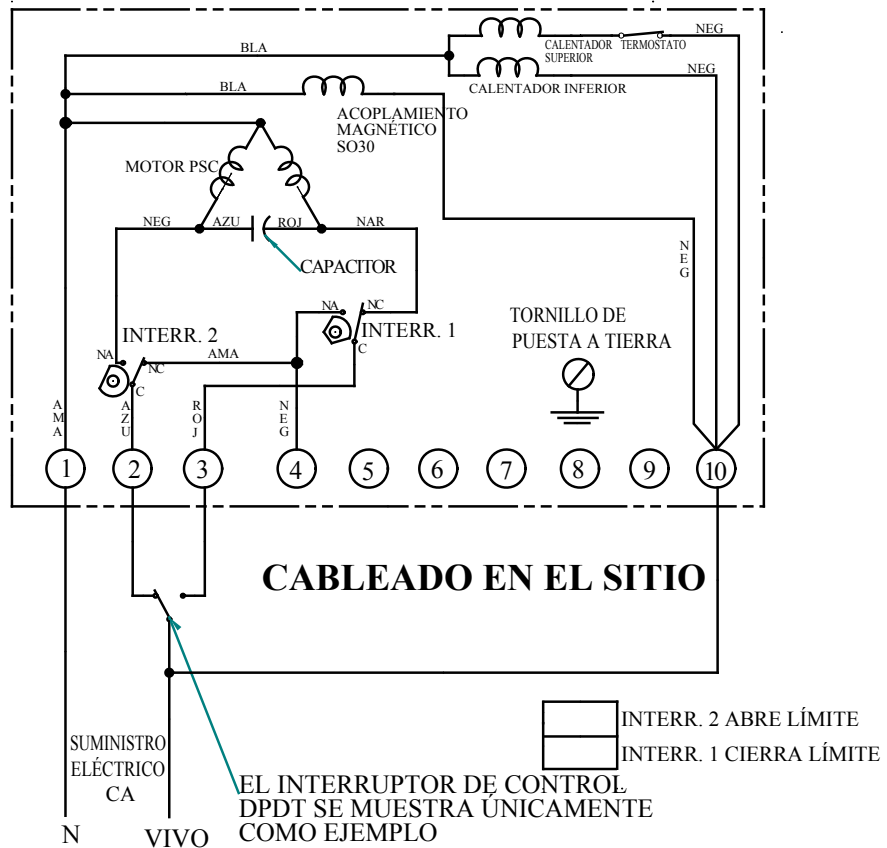 BLA
NEG
CALENTADOR
SUPERIOR
TERMOSTATO
NEG
CALENTADOR INFERIOR
BLA
ACOPLAMIENTO
MAGNÉTICO
SO30
MOTOR PSC
NEG
AZU
ROJ
NAR
CAPACITOR
NEG
NA
NC
INTERR. 1
C
INTERR. 2
NA
NC
C
AMA
TORNILLO DE
PUESTA A TIERRA
AMA
AZU
ROJ
NEG
1
2
3
4
5
6
7
8
9
10
CABLEADO EN EL SITIO
INTERR. 2 ABRE LÍMITE
INTERR. 1 CIERRA LÍMITE
SUMINISTRO
ELÉCTRICO
CA
EL INTERRUPTOR DE CONTROL
DPDT SE MUESTRA ÚNICAMENTE
COMO EJEMPLO
N
VIVO